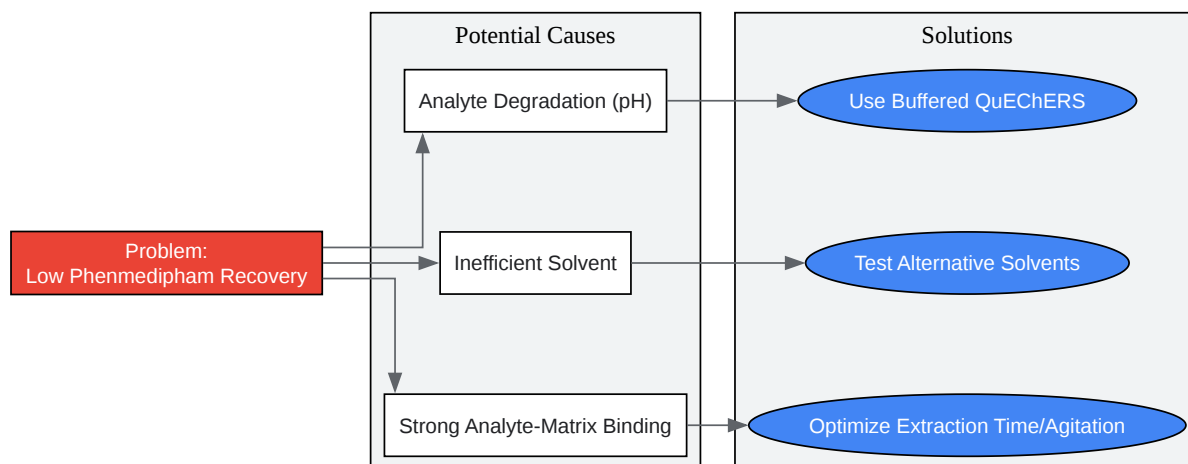 Potential Causes
Solutions
Analyte Degradation (pH)
Use Buffered QuEChERS
Problem:
Low Phenmedipham Recovery
Inefficient Solvent
Test Alternative Solvents
Strong Analyte-Matrix Binding
Optimize Extraction Time/Agitation